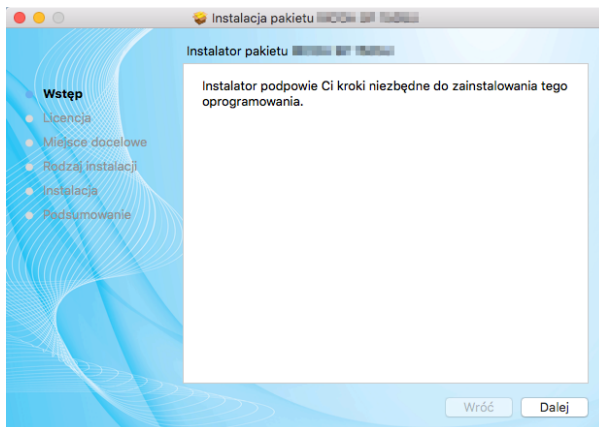 Instalacja pakietu
Instalator pakietu
Wstęp
Licencja
Miejsce docelowe
Rodzaj instalacji
Instalacja
Podsumowanie
Instalator podpowie Ci kroki niezbędne do zainstalowania tego
oprogramowania.
Wróć
Dalej